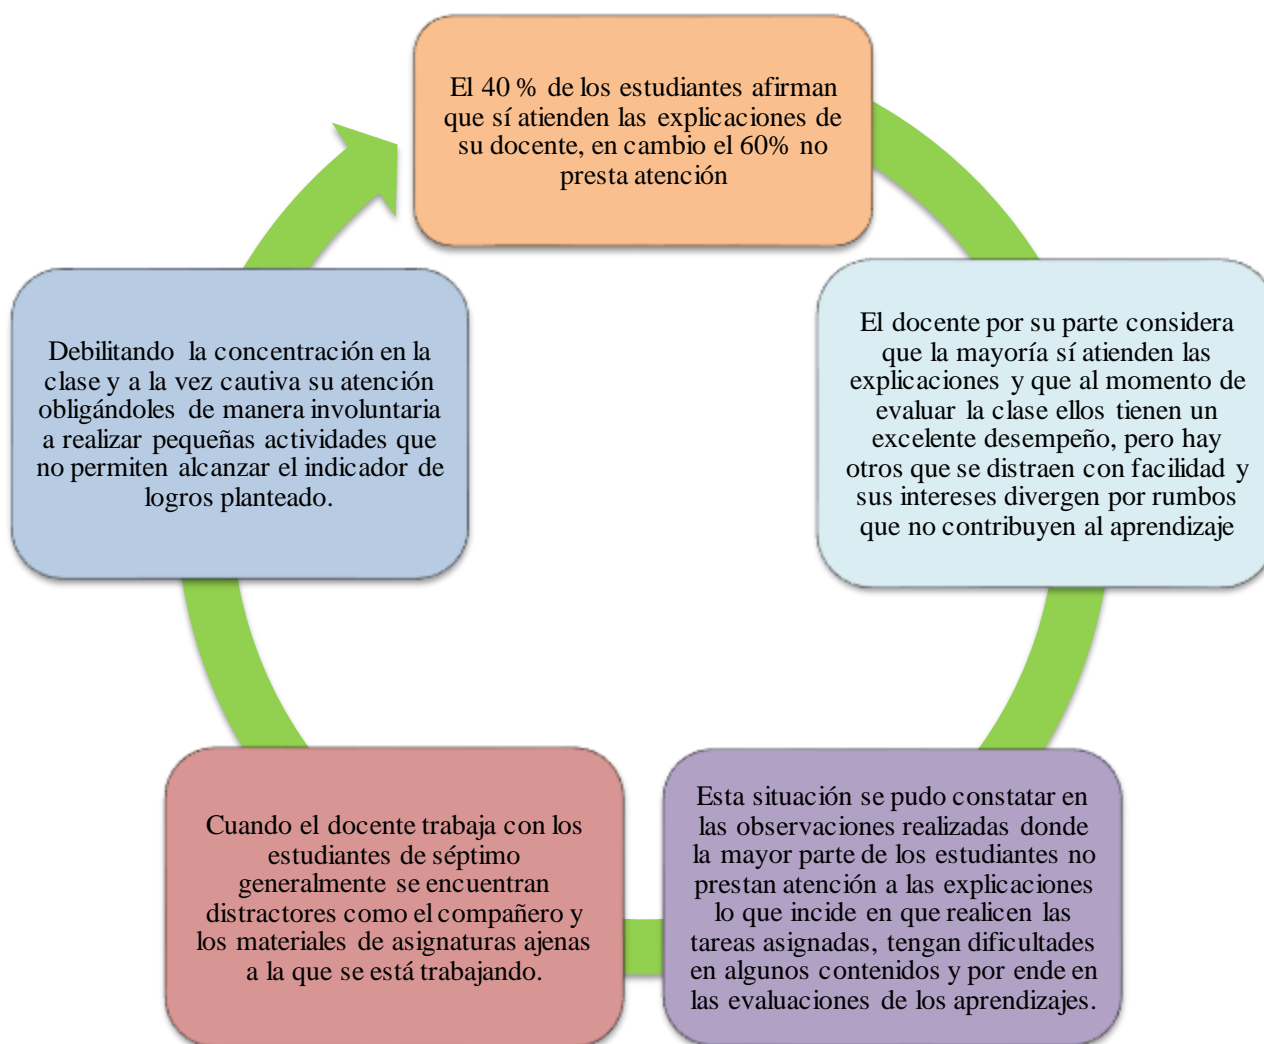 El 40 % de los estudiantes afirman
que sí atienden las explicaciones de
su docente, en cambio el 60% no
presta atención
El docente por su parte considera
que la mayoría sí atienden las
explicaciones y que al momento de
evaluar la clase ellos tienen un
excelente desempeño, pero hay
otros que se distraen con facilidad y
sus intereses divergen por rumbos
que no contribuyen al aprendizaje
Esta situación se pudo constatar en
las observaciones realizadas donde
la mayor parte de los estudiantes no
prestan atención a las explicaciones
lo que incide en que realicen las
tareas asignadas, tengan dificultades
en algunos contenidos y por ende en
las evaluaciones de los aprendizajes.
Cuando el docente trabaja con los
estudiantes de séptimo
generalmente se encuentran
distractores como el compañero y
los materiales de asignaturas ajenas
a la que se está trabajando.
Debilitando la concentración en la
clase y a la vez cautiva su atención
obligándoles de manera involuntaria
a realizar pequeñas actividades que
no permiten alcanzar el indicador de
logros planteado.